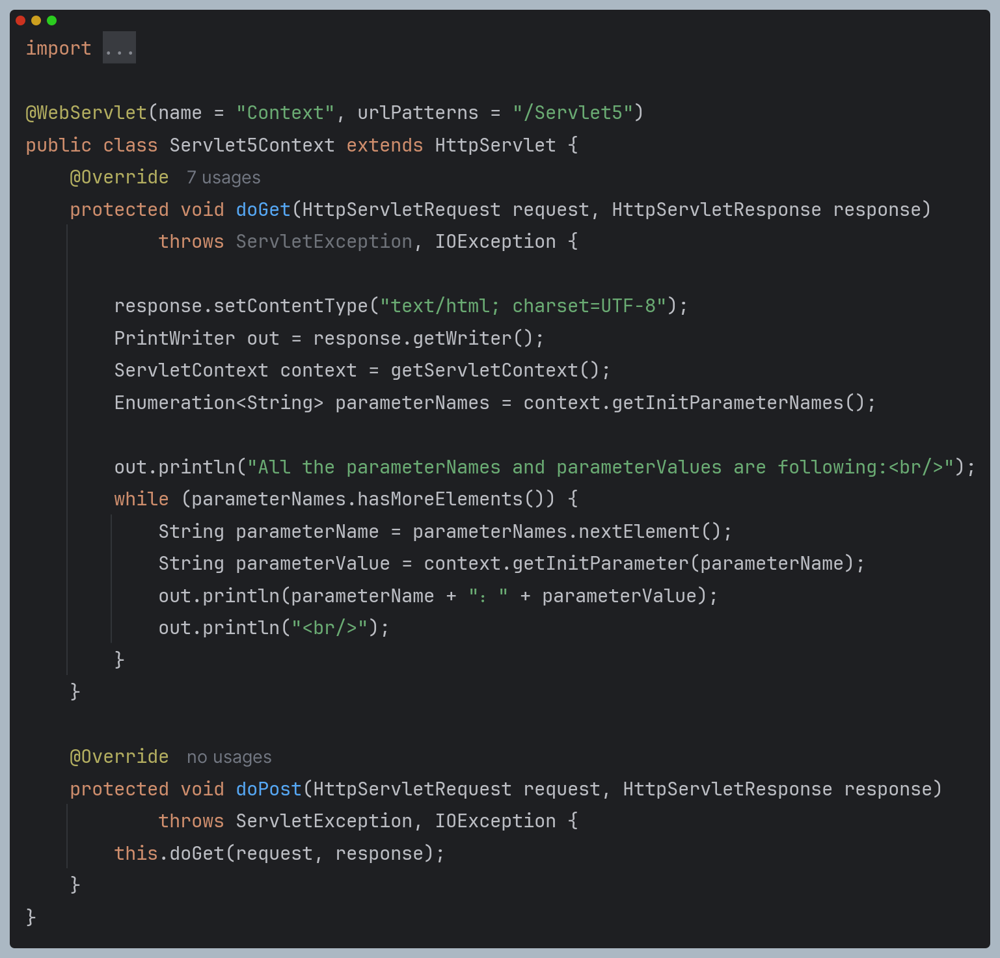 import ...
@WebServlet(name = "Context", urlPatterns = "/Servlet5")
public class Servlet5Context extends HttpServlet {
    @Override 7 usages
    protected void doGet(HttpServletRequest request, HttpServletResponse response)
            throws ServletException, IOException {
        response.setContentType("text/html; charset=UTF-8");
        PrintWriter out = response.getWriter();
        ServletContext context = getServletContext();
        Enumeration<String> parameterNames = context.getInitParameterNames();
        out.println("All the parameterNames and parameterValues are following:<br/>");
        while (parameterNames.hasMoreElements()) {
            String parameterName = parameterNames.nextElement();
            String parameterValue = context.getInitParameter(parameterName);
            out.println(parameterName + "：" + parameterValue);
            out.println("<br/>");
        }
    }
    @Override no usages
    protected void doPost(HttpServletRequest request, HttpServletResponse response)
            throws ServletException, IOException {
        this.doGet(request, response);
    }
}